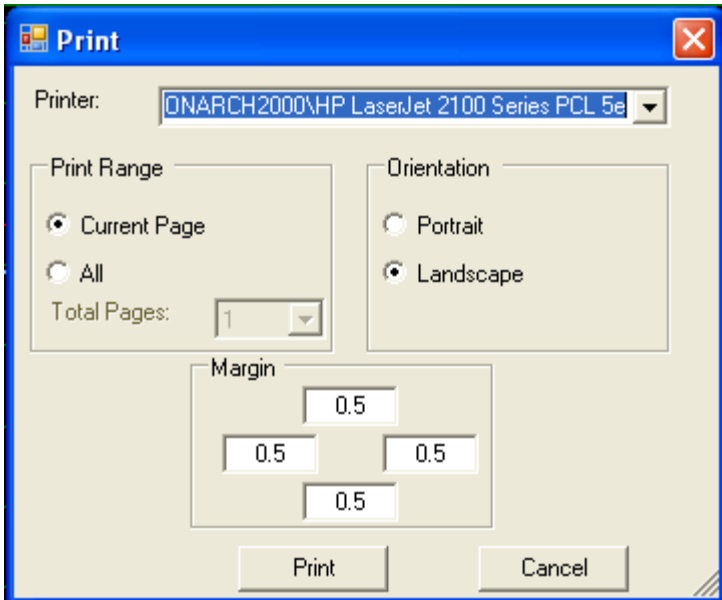 Print
Printer: ONARCH2000\HP LaserJet 2100 Series PCL 5e
Print Range
Current Page
All
Total Pages: 1
Orientation
Portrait
Landscape
Margin
0.5
0.5 0.5
0.5
Print Cancel